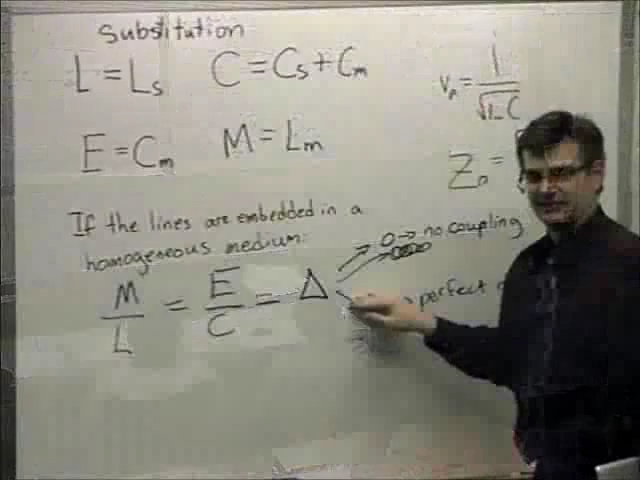 Substitution
L = Ls C = Cs + Cm
vp = 1/√LC
E = Cm M = Lm
Zo =
If the lines are embedded in a
homogeneous medium:
0 → no coupling
M/L = E/C = Δ
perfect